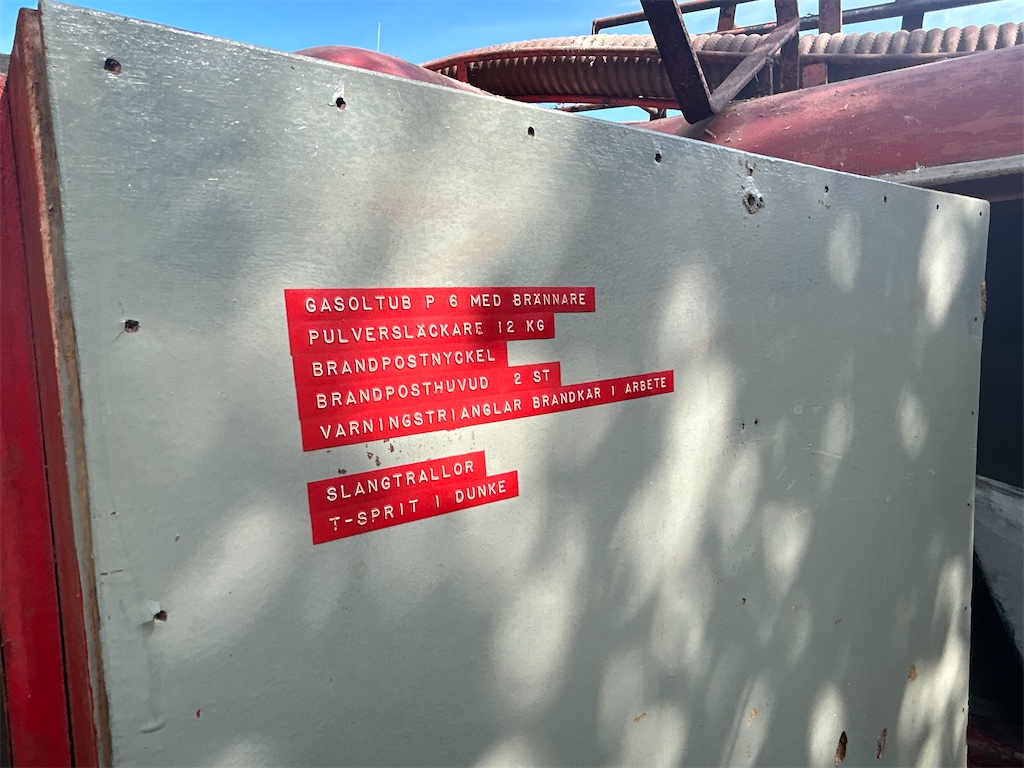 GASOLTUB P 6 MED BRÄNNARE
PULVERSLÄCKARE 12 KG
BRANDPOSTNYCKEL
BRANDPOSTHUVUD 2 ST
VARNINGSTRIANGLAR BRANDKAR I ARBETE
SLANGTRALLOR
T-SPRIT I DUNKE